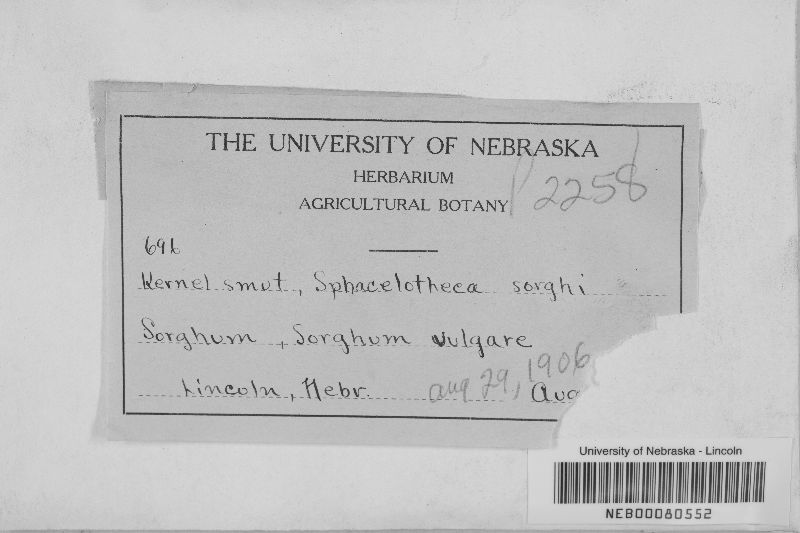 THE UNIVERSITY OF NEBRASKA
HERBARIUM
AGRICULTURAL BOTANY
2258
696
Kernel smut, Sphacelotheca sorghi
Sorghum, Sorghum vulgare
Lincoln, Nebr. Aug 29, 1906 Aug
University of Nebraska - Lincoln
NEB00080552